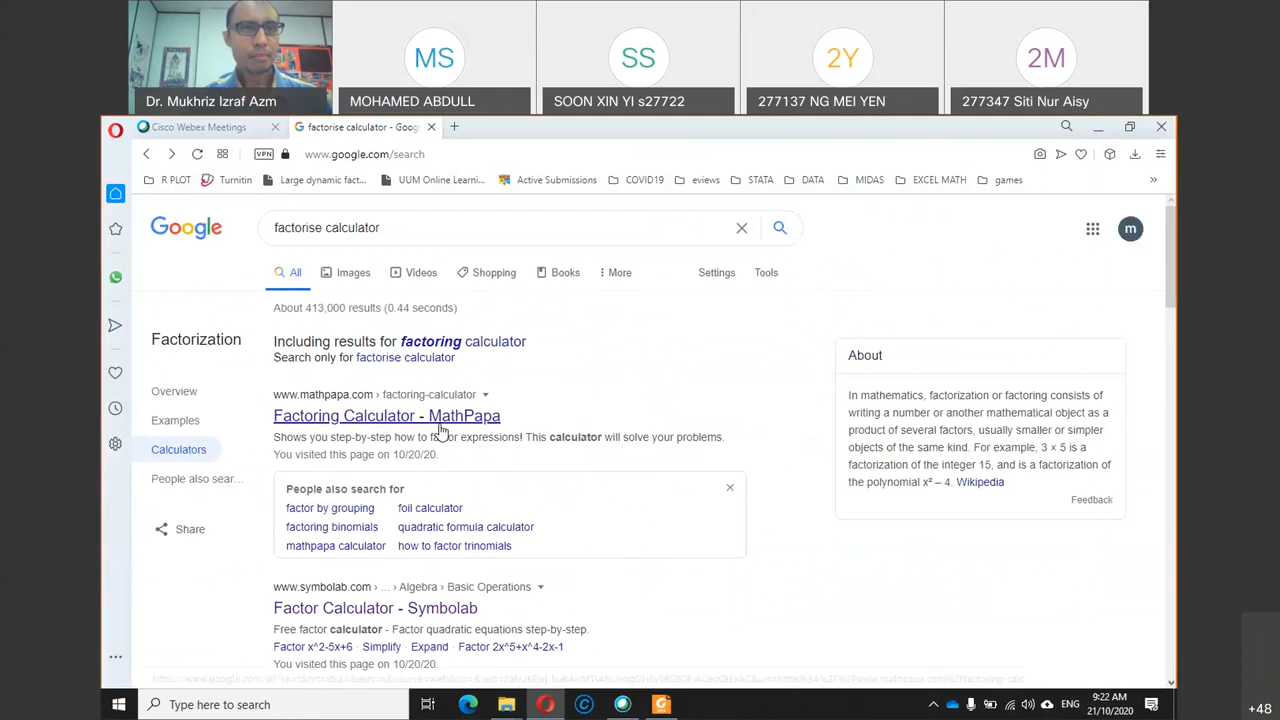 MS
SS
2Y
2M
Dr. Mukhriz Izraf Azm
MOHAMED ABDULL
SOON XIN YI s27722
277137 NG MEI YEN
277347 Siti Nur Aisy
Cisco Webex Meetings
factorise calculator - Goog
VPN
www.google.com/search
R PLOT
Turnitin
Large dynamic fact...
UUM Online Learni...
Active Submissions
COVID19
eviews
STATA
DATA
MIDAS
EXCEL MATH
games
Google
factorise calculator
m
All
Images
Videos
Shopping
Books
More
Settings
Tools
About 413,000 results (0.44 seconds)
Factorization
Overview
Examples
Calculators
People also sear...
Share
Including results for factoring calculator
Search only for factorise calculator
www.mathpapa.com › factoring-calculator
Factoring Calculator - MathPapa
Shows you step-by-step how to factor expressions! This calculator will solve your problems.
You visited this page on 10/20/20.
People also search for
factor by grouping
foil calculator
factoring binomials
quadratic formula calculator
mathpapa calculator
how to factor trinomials
www.symbolab.com › ... › Algebra › Basic Operations
Factor Calculator - Symbolab
Free factor calculator - Factor quadratic equations step-by-step.
Factor x^2-5x+6 · Simplify · Expand · Factor 2x^5+x^4-2x-1
You visited this page on 10/20/20.
About
In mathematics, factorization or factoring consists of
writing a number or another mathematical object as a
product of several factors, usually smaller or simpler
objects of the same kind. For example, 3 × 5 is a
factorization of the integer 15, and is a factorization of
the polynomial x² – 4. Wikipedia
Feedback
Type here to search
ENG
9:22 AM
21/10/2020
+48